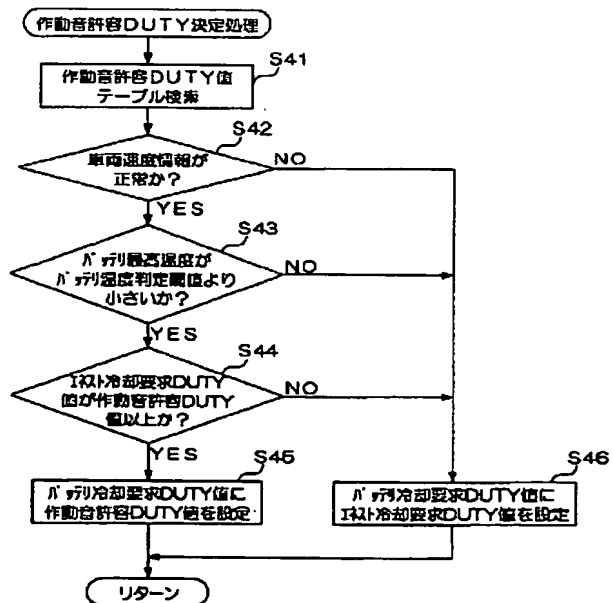 作動音許容DUTY決定処理
S41
作動音許容DUTY値
テーブル検索
S42
車両速度情報が
正常か?
NO
YES
S43
バッテリ最高温度が
バッテリ温度判定閾値より
小さいか?
NO
YES
S44
エネスト冷却要求DUTY
値が作動音許容DUTY
値以上か?
NO
YES
S45
バッテリ冷却要求DUTY値に
作動音許容DUTY値を設定
S46
バッテリ冷却要求DUTY値に
エネスト冷却要求DUTY値を設定
リターン